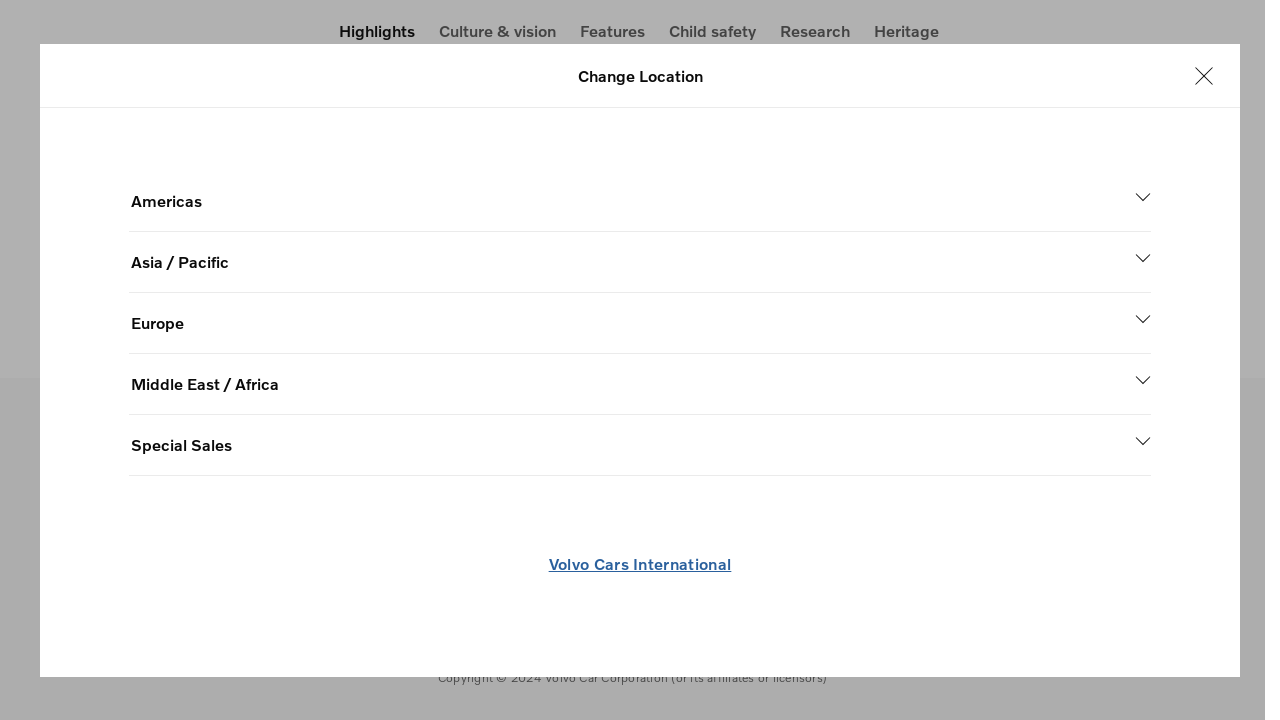 Highlights Culture & vision Features Child safety Research Heritage
Change Location
Americas
Asia / Pacific
Europe
Middle East / Africa
Special Sales
Volvo Cars International
Copyright © 2024 Volvo Car Corporation (or its affiliates or licensors)